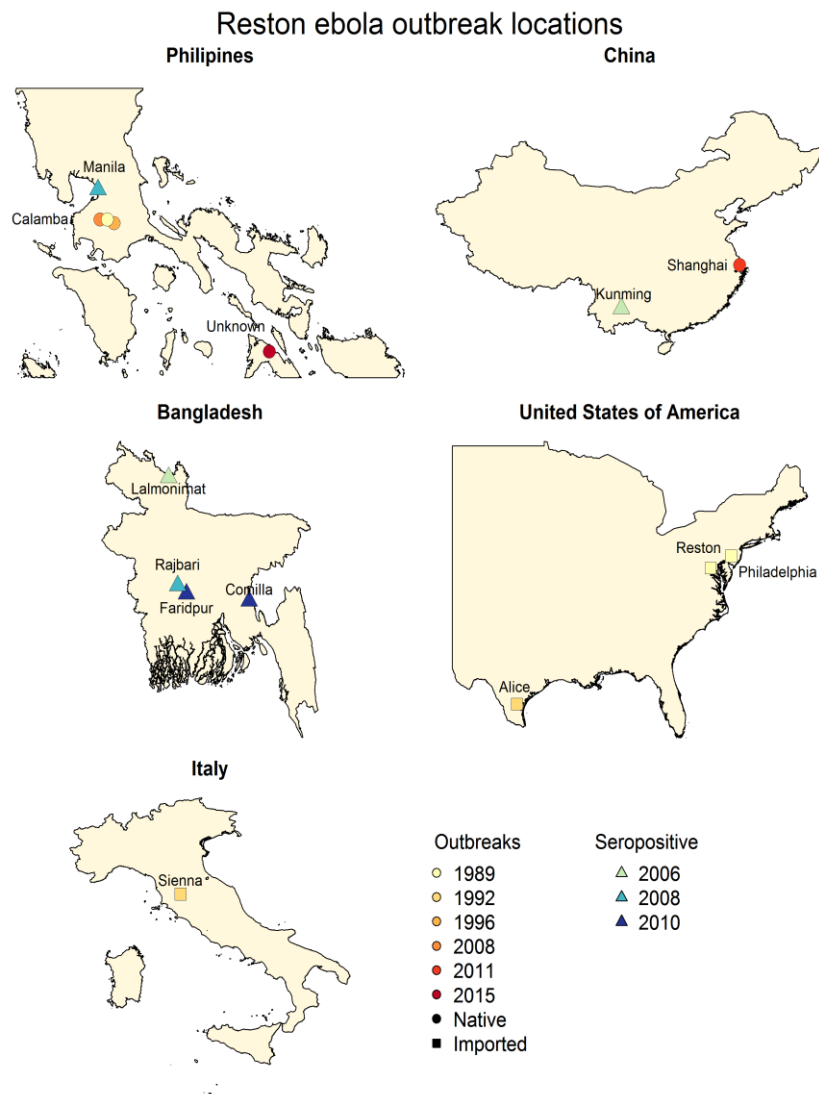 Reston ebola outbreak locations
Philipines
China
Manila
Calamba
Unknown
Shanghai
Kunming
Bangladesh
United States of America
Lalmonimat
Rajbari
Faridpur
Comilla
Reston
Philadelphia
Alice
Italy
Sienna
Outbreaks
1989
1992
1996
2008
2011
2015
Native
Imported
Seropositive
2006
2008
2010